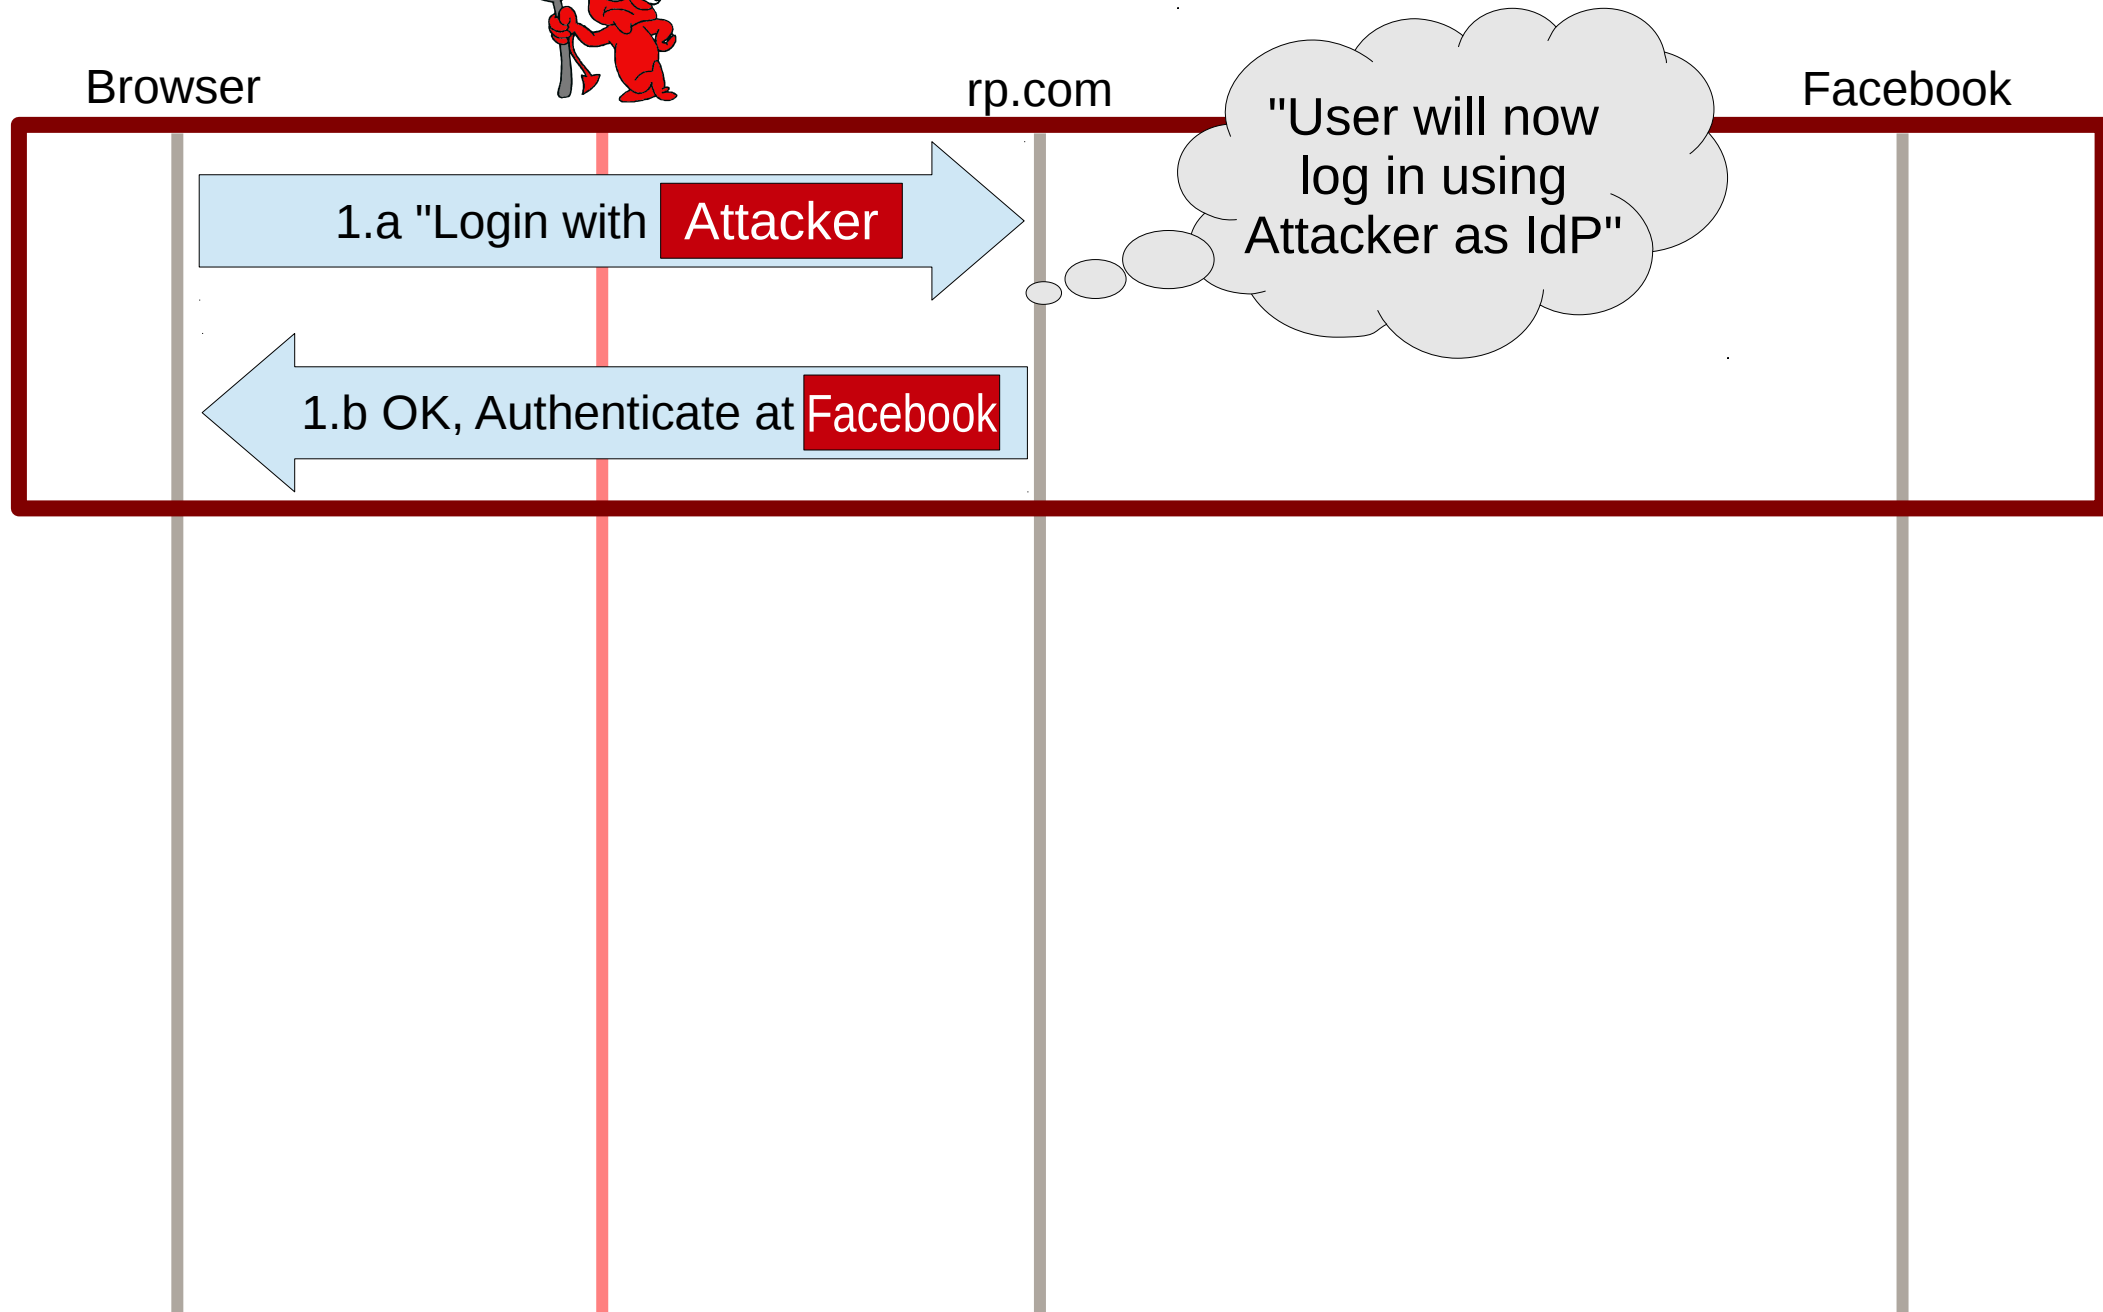 Browser
rp.com
Facebook
"User will now
log in using
Attacker as IdP"
1.a "Login with Attacker
1.b OK, Authenticate at Facebook